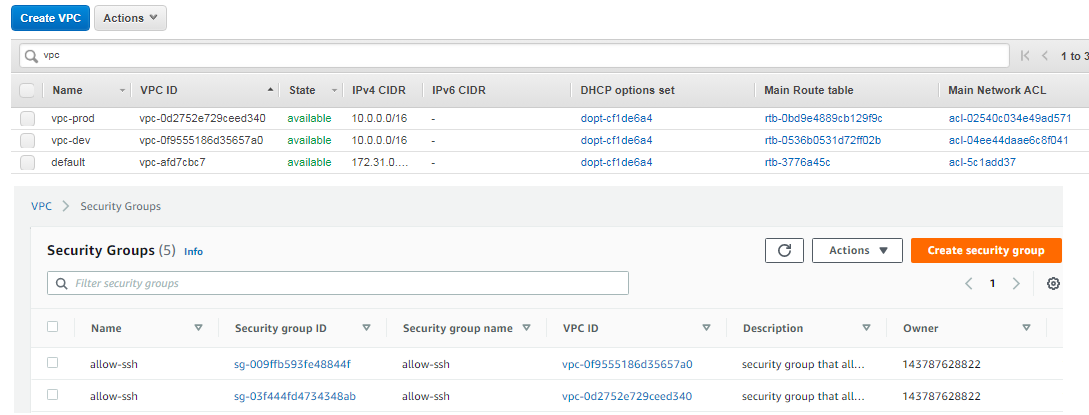 Create VPC Actions
vpc 1 to 3
Name VPC ID State IPv4 CIDR IPv6 CIDR DHCP options set Main Route table Main Network ACL
vpc-prod vpc-0d2752e729ceed340 available 10.0.0.0/16 - dopt-cf1de6a4 rtb-0bd9e4889cb129f9c acl-02540c034e49ad571
vpc-dev vpc-0f9555186d35657a0 available 10.0.0.0/16 - dopt-cf1de6a4 rtb-0536b0531d72ff02b acl-04ee44daae6c8f041
default vpc-afd7cbc7 available 172.31.0.... - dopt-cf1de6a4 rtb-3776a45c acl-5c1add37
VPC > Security Groups
Security Groups (5) Info Actions Create security group
Filter security groups 1
Name Security group ID Security group name VPC ID Description Owner
allow-ssh sg-009ffb593fe48844f allow-ssh vpc-0f9555186d35657a0 security group that all... 143787628822
allow-ssh sg-03f444fd4734348ab allow-ssh vpc-0d2752e729ceed340 security group that all... 143787628822